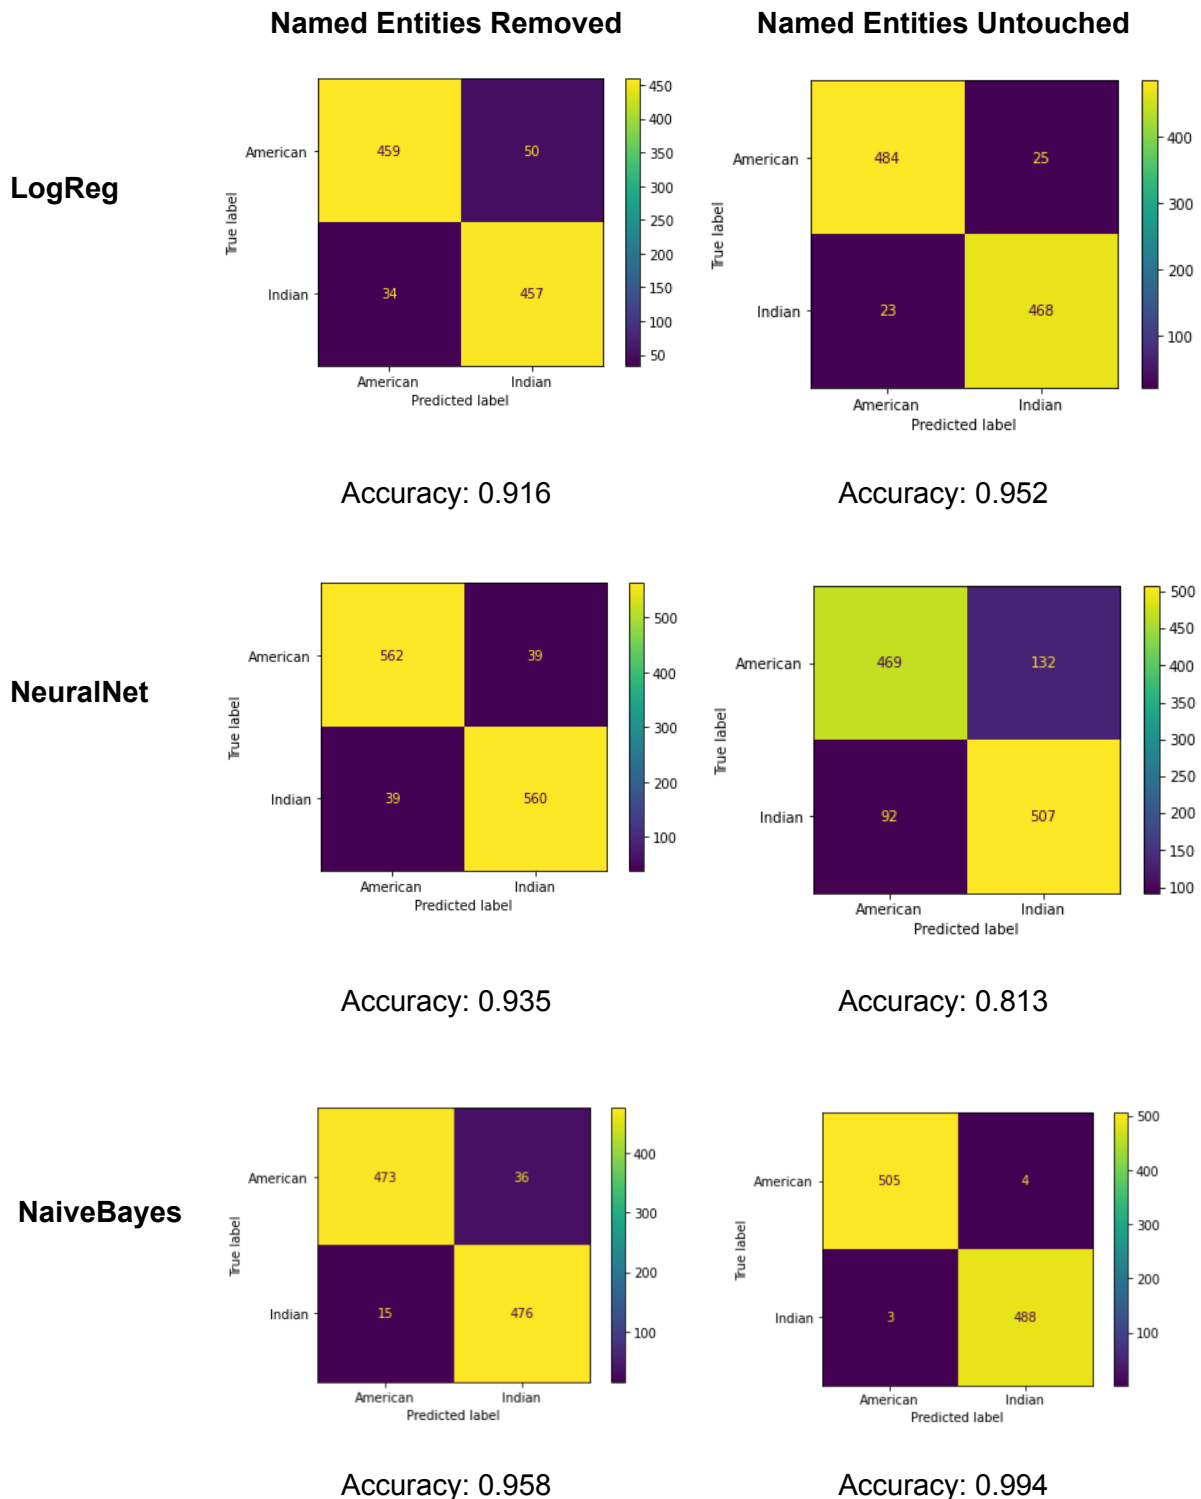 Named Entities Removed Named Entities Untouched
LogReg
True label
American 459 50
Indian 34 457
American Indian
Predicted label
450
400
350
300
250
200
150
100
50
Accuracy: 0.916
True label
American 484 25
Indian 23 468
American Indian
Predicted label
400
300
200
100
Accuracy: 0.952
NeuralNet
True label
American 562 39
Indian 39 560
American Indian
Predicted label
500
400
300
200
100
Accuracy: 0.935
True label
American 469 132
Indian 92 507
American Indian
Predicted label
500
450
400
350
300
250
200
150
100
Accuracy: 0.813
NaiveBayes
True label
American 473 36
Indian 15 476
American Indian
Predicted label
400
300
200
100
Accuracy: 0.958
True label
American 505 4
Indian 3 488
American Indian
Predicted label
500
400
300
200
100
Accuracy: 0.994